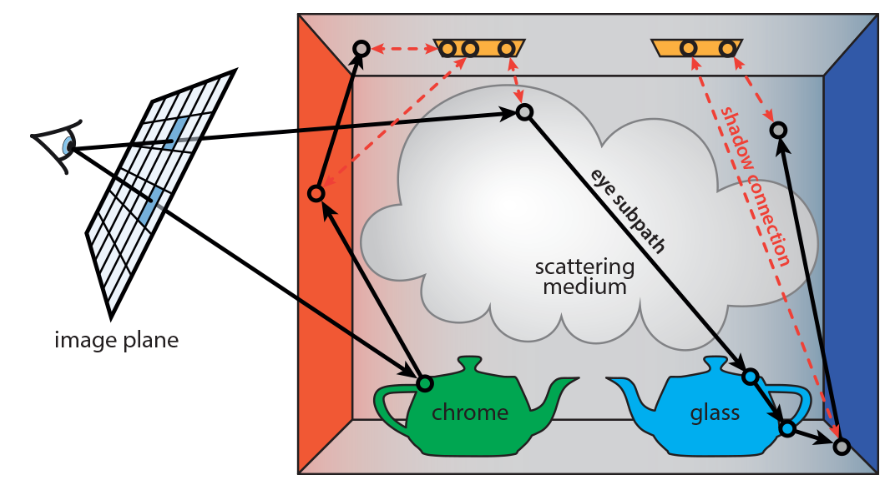 shadow connection
eye subpath
scattering
medium
image plane
chrome
glass